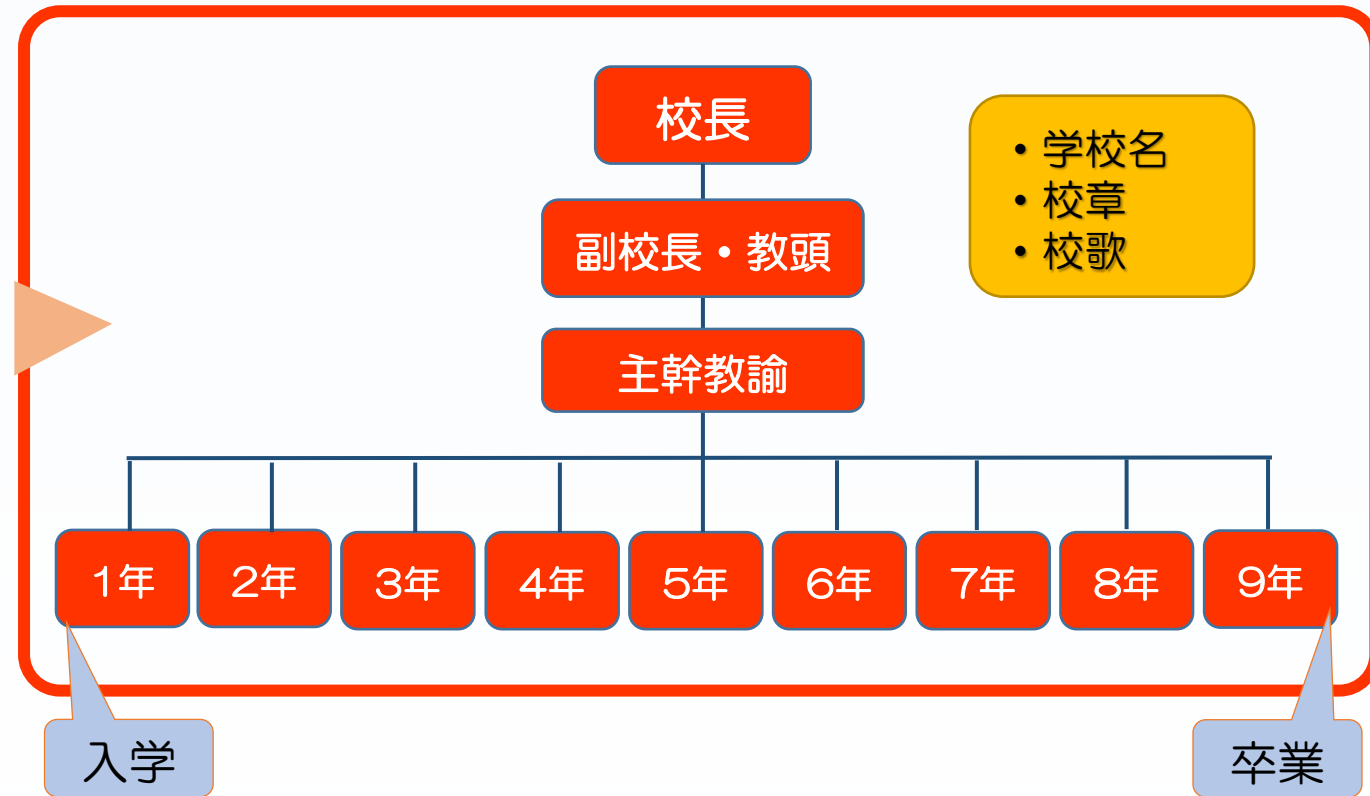 校長
・学校名
・校章
・校歌
副校長・教頭
主幹教諭
1年
2年
3年
4年
5年
6年
7年
8年
9年
入学
卒業